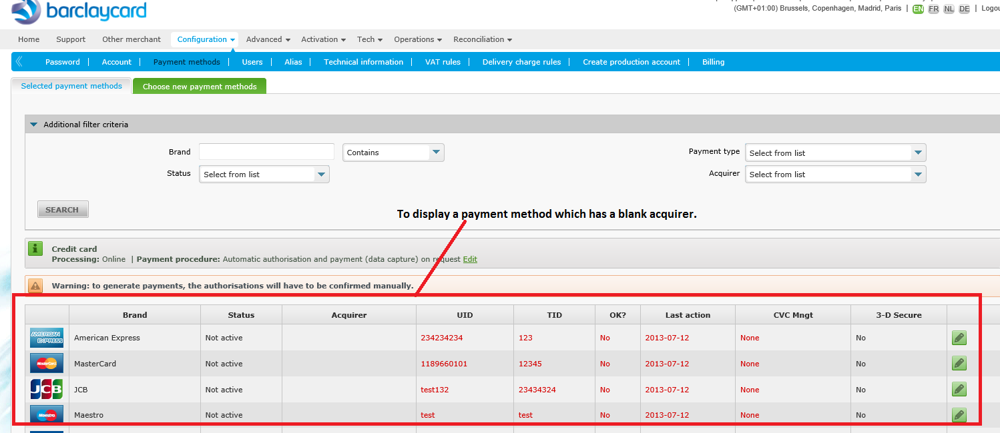 barclaycard
(GMT+01:00) Brussels, Copenhagen, Madrid, Paris | EN FR NL DE | Logou
Home Support Other merchant Configuration Advanced Activation Tech Operations Reconciliation
Password | Account | Payment methods | Users | Alias | Technical information | VAT rules | Delivery charge rules | Create production account | Billing
Selected payment methods Choose new payment methods
Additional filter criteria
Brand Contains Payment type Select from list
Status Select from list Acquirer Select from list
SEARCH
To display a payment method which has a blank acquirer.
Credit card
Processing: Online | Payment procedure: Automatic authorisation and payment (data capture) on request Edit
Warning: to generate payments, the authorisations will have to be confirmed manually.
Brand Status Acquirer UID TID OK? Last action CVC Mngt 3-D Secure
AMERICAN EXPRESS American Express Not active 234234234 123 No 2013-07-12 None No
MasterCard MasterCard Not active 1189660101 12345 No 2013-07-12 None No
JCB JCB Not active test132 23434324 No 2013-07-12 None No
Maestro Maestro Not active test test No 2013-07-12 None No